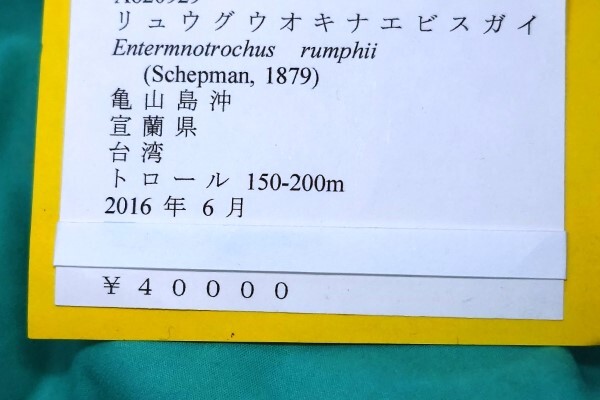 リュウグウオキナエビスガイ
Entermnotrochus rumphii
(Schepman, 1879)
亀山島沖
宜蘭県
台湾
トロール 150-200m
2016 年 6 月
￥40000